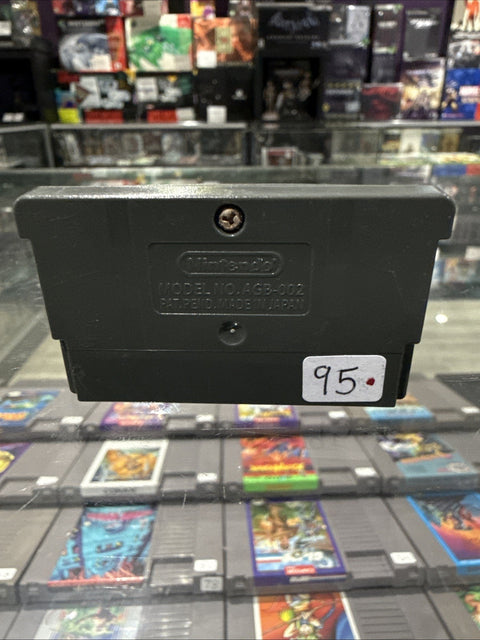 Nintendo
MODEL NO. AGB-002
PAT.PEND. MADE IN JAPAN
95